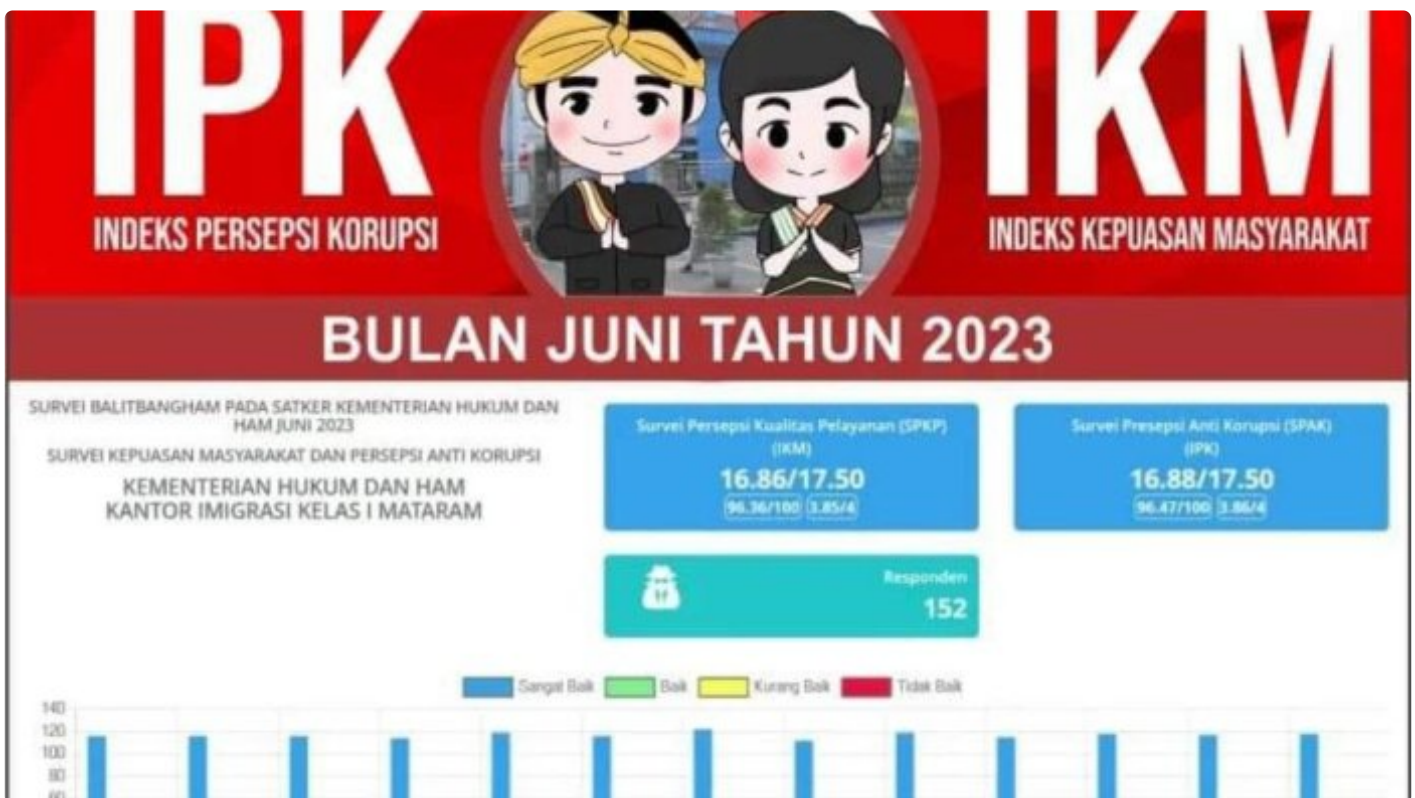 IPK
INDEKS PERSEPSI KORUPSI
IKM
INDEKS KEPUASAN MASYARAKAT
BULAN JUNI TAHUN 2023
SURVEI BALITBANGHAM PADA SATKER KEMENTERIAN HUKUM DAN
HAM JUNI 2023
SURVEI KEPUASAN MASYARAKAT DAN PERSEPSI ANTI KORUPSI
KEMENTERIAN HUKUM DAN HAM
KANTOR IMIGRASI KELAS I MATARAM
Survei Persepsi Kualitas Pelayanan (SPKP)
(IKM)
16.86/17.50
96.36/100 3.85/4
Survei Presepsi Anti Korupsi (SPAK)
(IPK)
16.88/17.50
96.47/100 3.86/4
Responden
152
Sangat Baik Baik Kurang Baik Tidak Baik
140
120
100
80
60